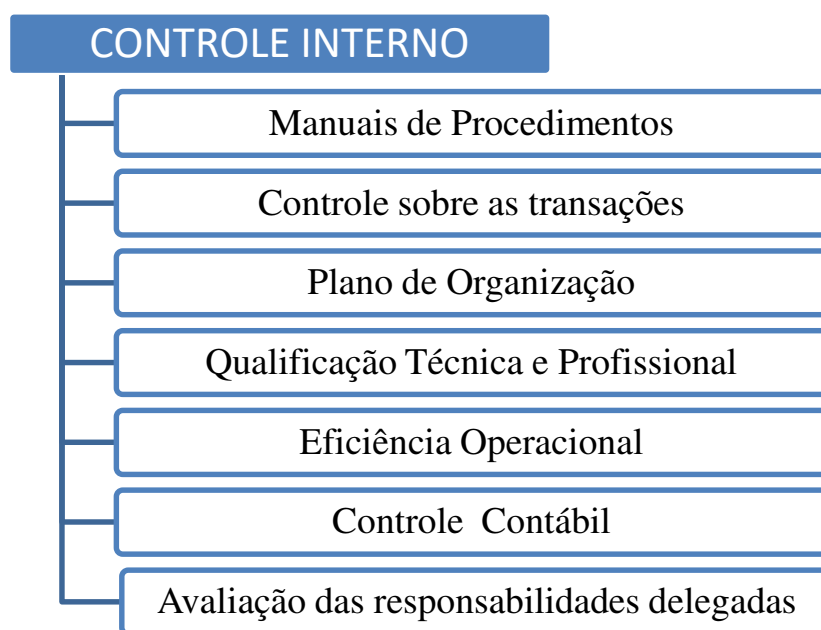 CONTROLE INTERNO
Manuais de Procedimentos
Controle sobre as transações
Plano de Organização
Qualificação Técnica e Profissional
Eficiência Operacional
Controle Contábil
Avaliação das responsabilidades delegadas